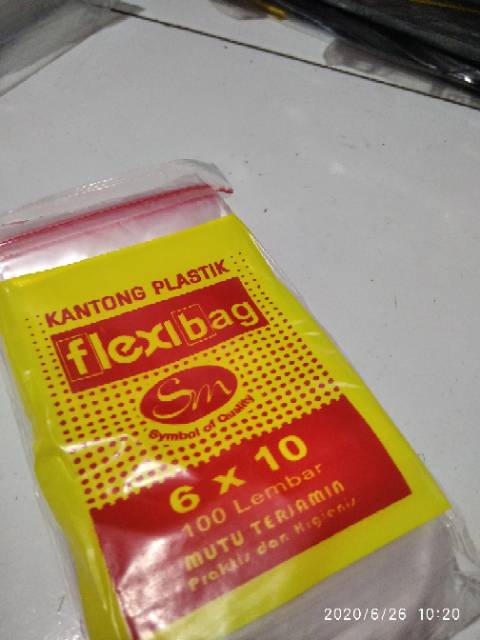 KANTONG PLASTIK
flexibag
Sm
Symbol of Quality
6 x 10
100 Lembar
MUTU TERJAMIN
Praktis dan Higienis
2020/6/26 10:20